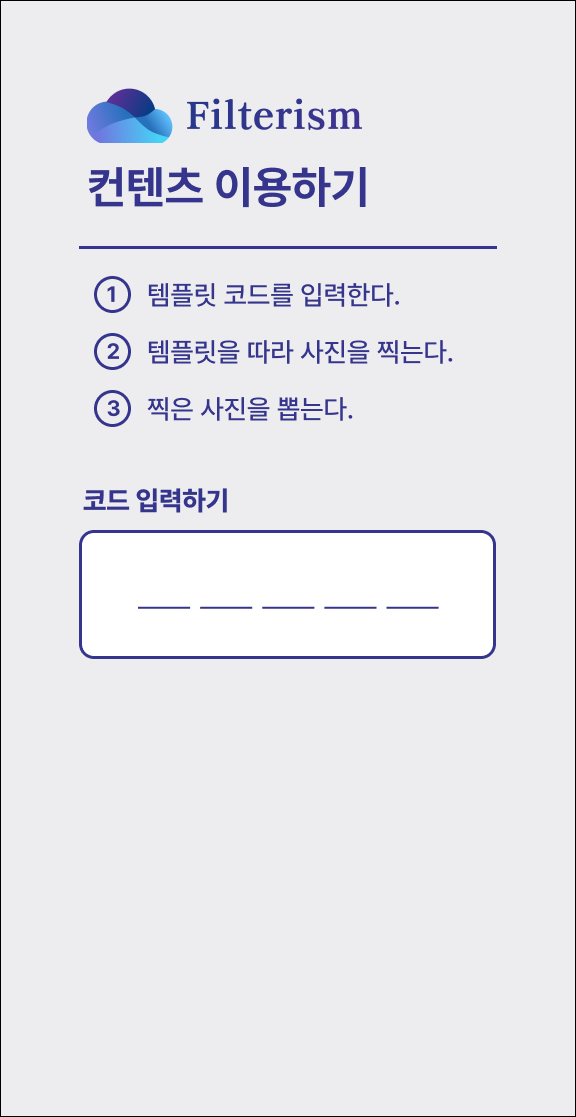 Filterism
컨텐츠 이용하기
1 템플릿 코드를 입력한다.
2 템플릿을 따라 사진을 찍는다.
3 찍은 사진을 뽑는다.
코드 입력하기
_ _ _ _ _